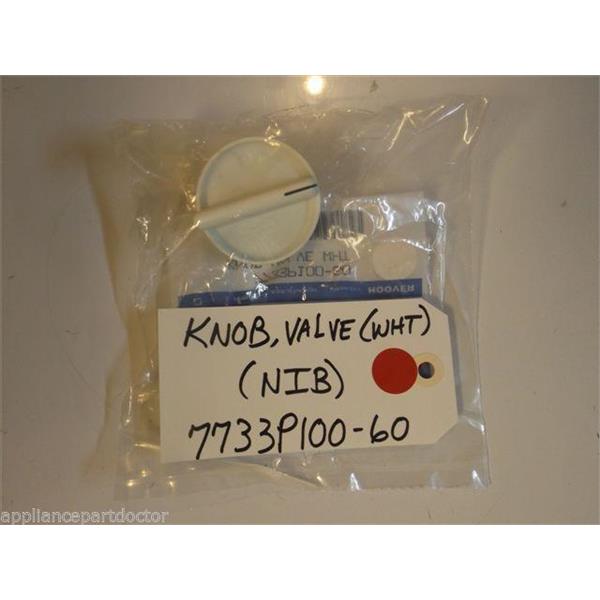 HOOVER
KNOB, VALVE (WHT)
(NIB)
7733P100-60
appliancepartdoctor